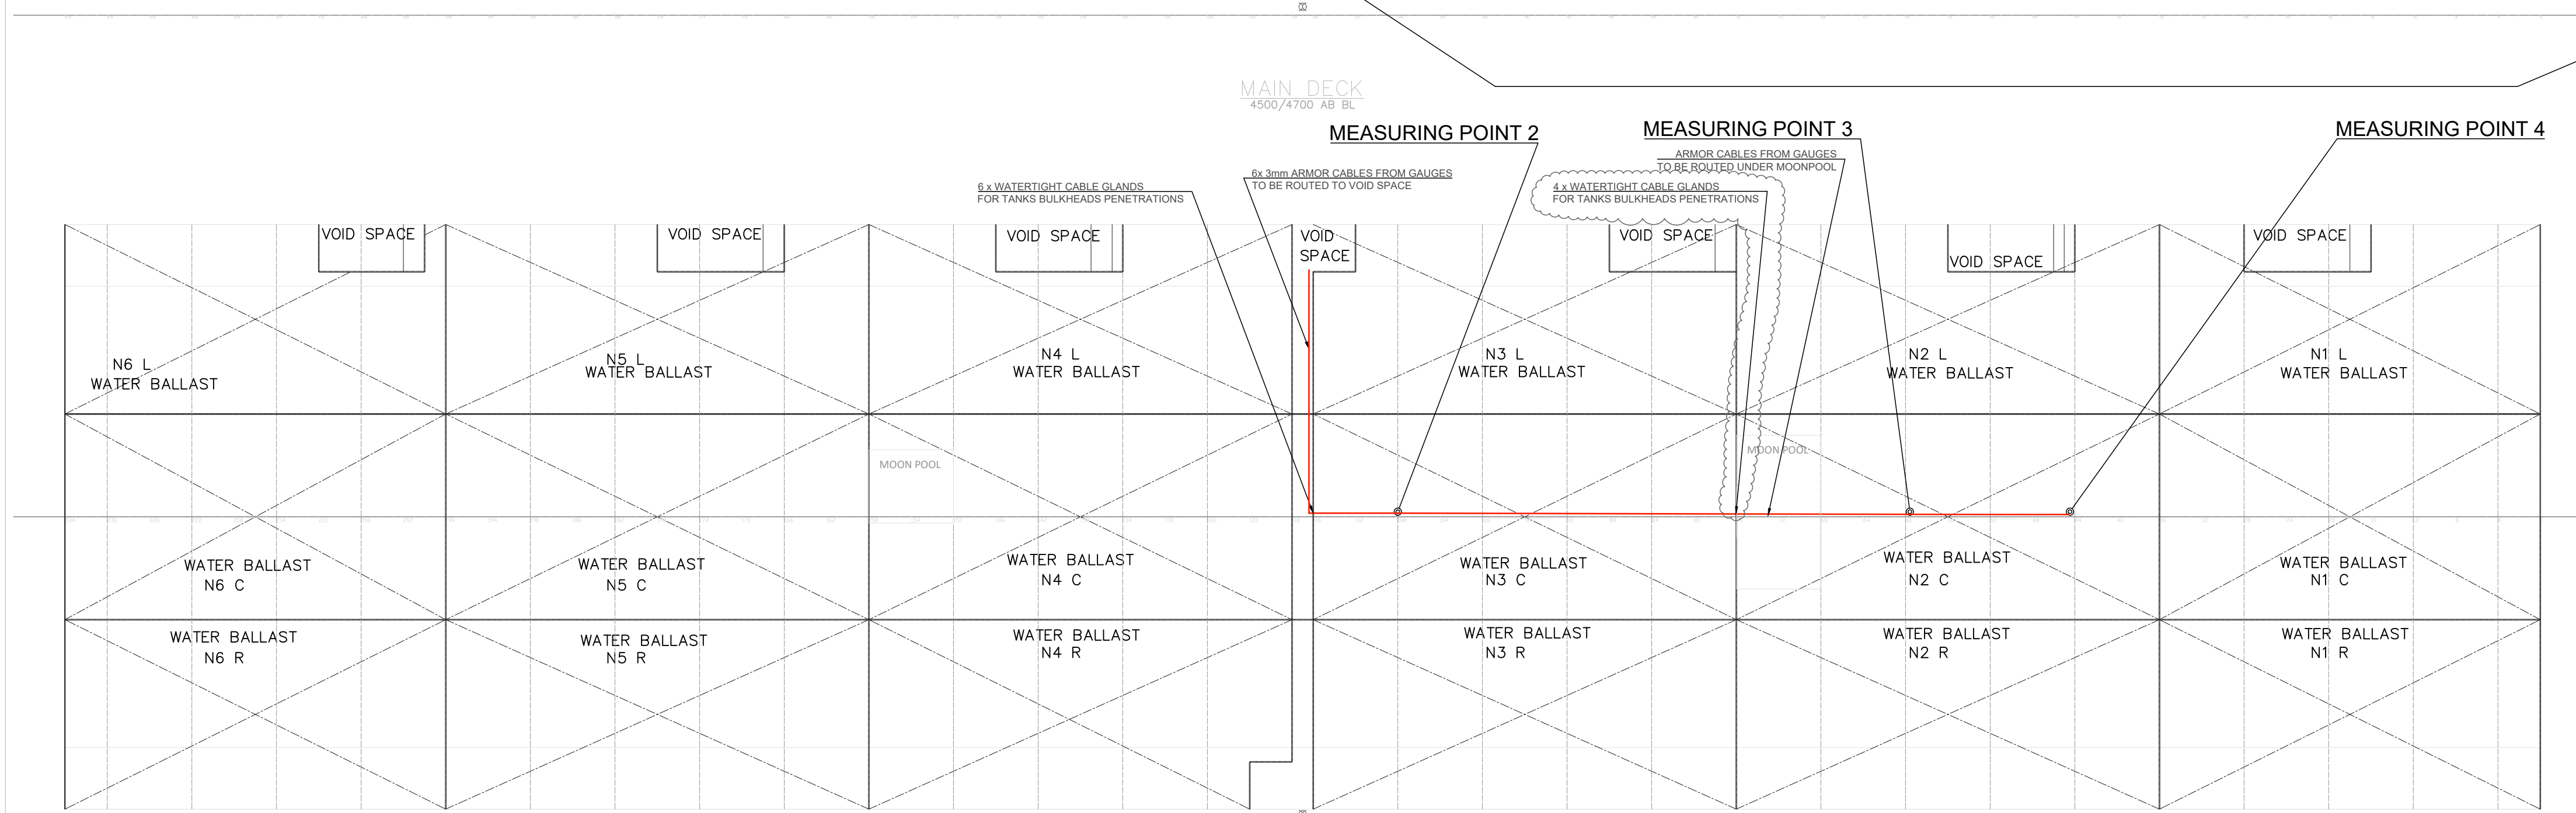 MAIN DECK
4500/4700 AB BL
MEASURING POINT 2
MEASURING POINT 3
MEASURING POINT 4
ARMOR CABLES FROM GAUGES
TO BE ROUTED UNDER MOONPOOL
6x 3mm ARMOR CABLES FROM GAUGES
TO BE ROUTED TO VOID SPACE
6 x WATERTIGHT CABLE GLANDS
FOR TANKS BULKHEADS PENETRATIONS
4 x WATERTIGHT CABLE GLANDS
FOR TANKS BULKHEADS PENETRATIONS
VOID SPACE
VOID SPACE
VOID SPACE
VOID
SPACE
VOID SPACE
VOID SPACE
VOID SPACE
N6 L
WATER BALLAST
N5 L
WATER BALLAST
N4 L
WATER BALLAST
N3 L
WATER BALLAST
N2 L
WATER BALLAST
N1 L
WATER BALLAST
MOON POOL
MOON POOL
WATER BALLAST
N6 C
WATER BALLAST
N5 C
WATER BALLAST
N4 C
WATER BALLAST
N3 C
WATER BALLAST
N2 C
WATER BALLAST
N1 C
WATER BALLAST
N6 R
WATER BALLAST
N5 R
WATER BALLAST
N4 R
WATER BALLAST
N3 R
WATER BALLAST
N2 R
WATER BALLAST
N1 R